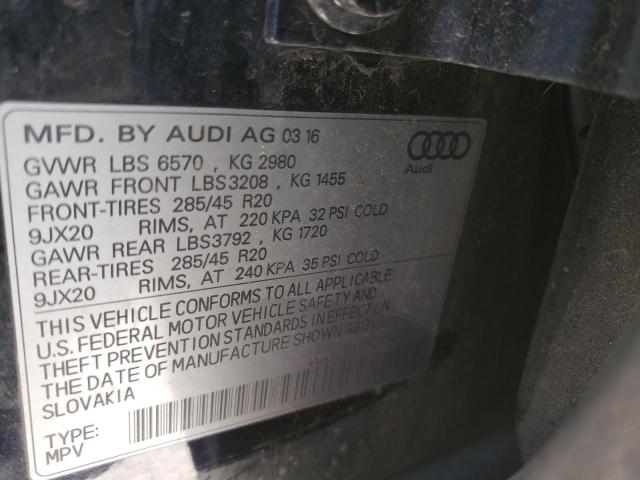 MFD. BY AUDI AG 03 16
GVWR LBS 6570 , KG 2980
GAWR FRONT LBS3208 , KG 1455
FRONT-TIRES 285/45 R20
9JX20 RIMS, AT 220 KPA 32 PSI COLD
GAWR REAR LBS3792 , KG 1720
REAR-TIRES 285/45 R20
9JX20 RIMS, AT 240 KPA 35 PSI COLD
Audi
THIS VEHICLE CONFORMS TO ALL APPLICABLE
U.S. FEDERAL MOTOR VEHICLE SAFETY AND
THEFT PREVENTION STANDARDS IN EFFECT ON
THE DATE OF MANUFACTURE SHOWN ABOVE.
SLOVAKIA
TYPE:
MPV